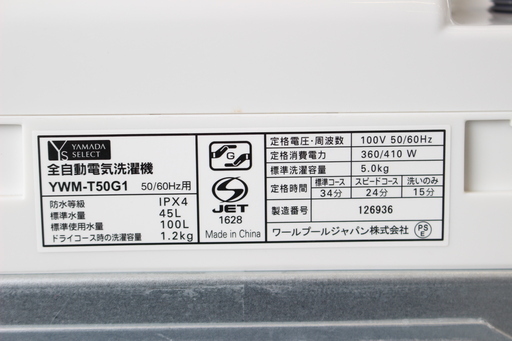 YS YAMADA SELECT
全自動電気洗濯機
YWM-T50G1 50/60Hz用
防水等級 IPX4
標準水量 45L
標準使用水量 100L
ドライコース時の洗濯容量 1.2kg
G
S
JET
1628
Made in China
定格電圧・周波数 100V 50/60Hz
定格消費電力 360/410 W
標準洗濯容量 5.0kg
定格時間 標準コース スピードコース 洗いのみ
34分 24分 15分
製造番号 126936
ワールプールジャパン株式会社 PSE